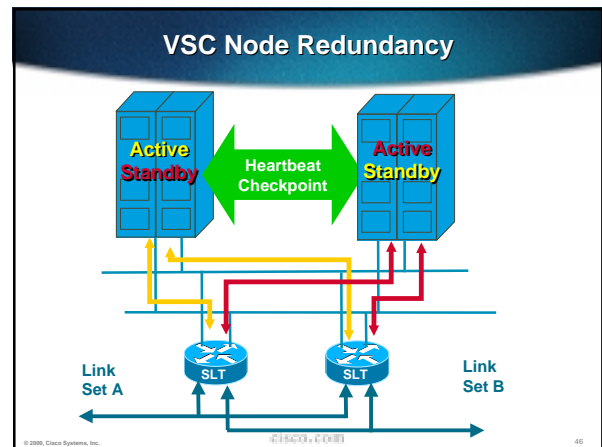 VSC Node Redundancy
Active
Standby
Heartbeat
Checkpoint
Active
Standby
SLT
SLT
Link
Set A
Link
Set B
© 2000, Cisco Systems, Inc.
cisco.com
46